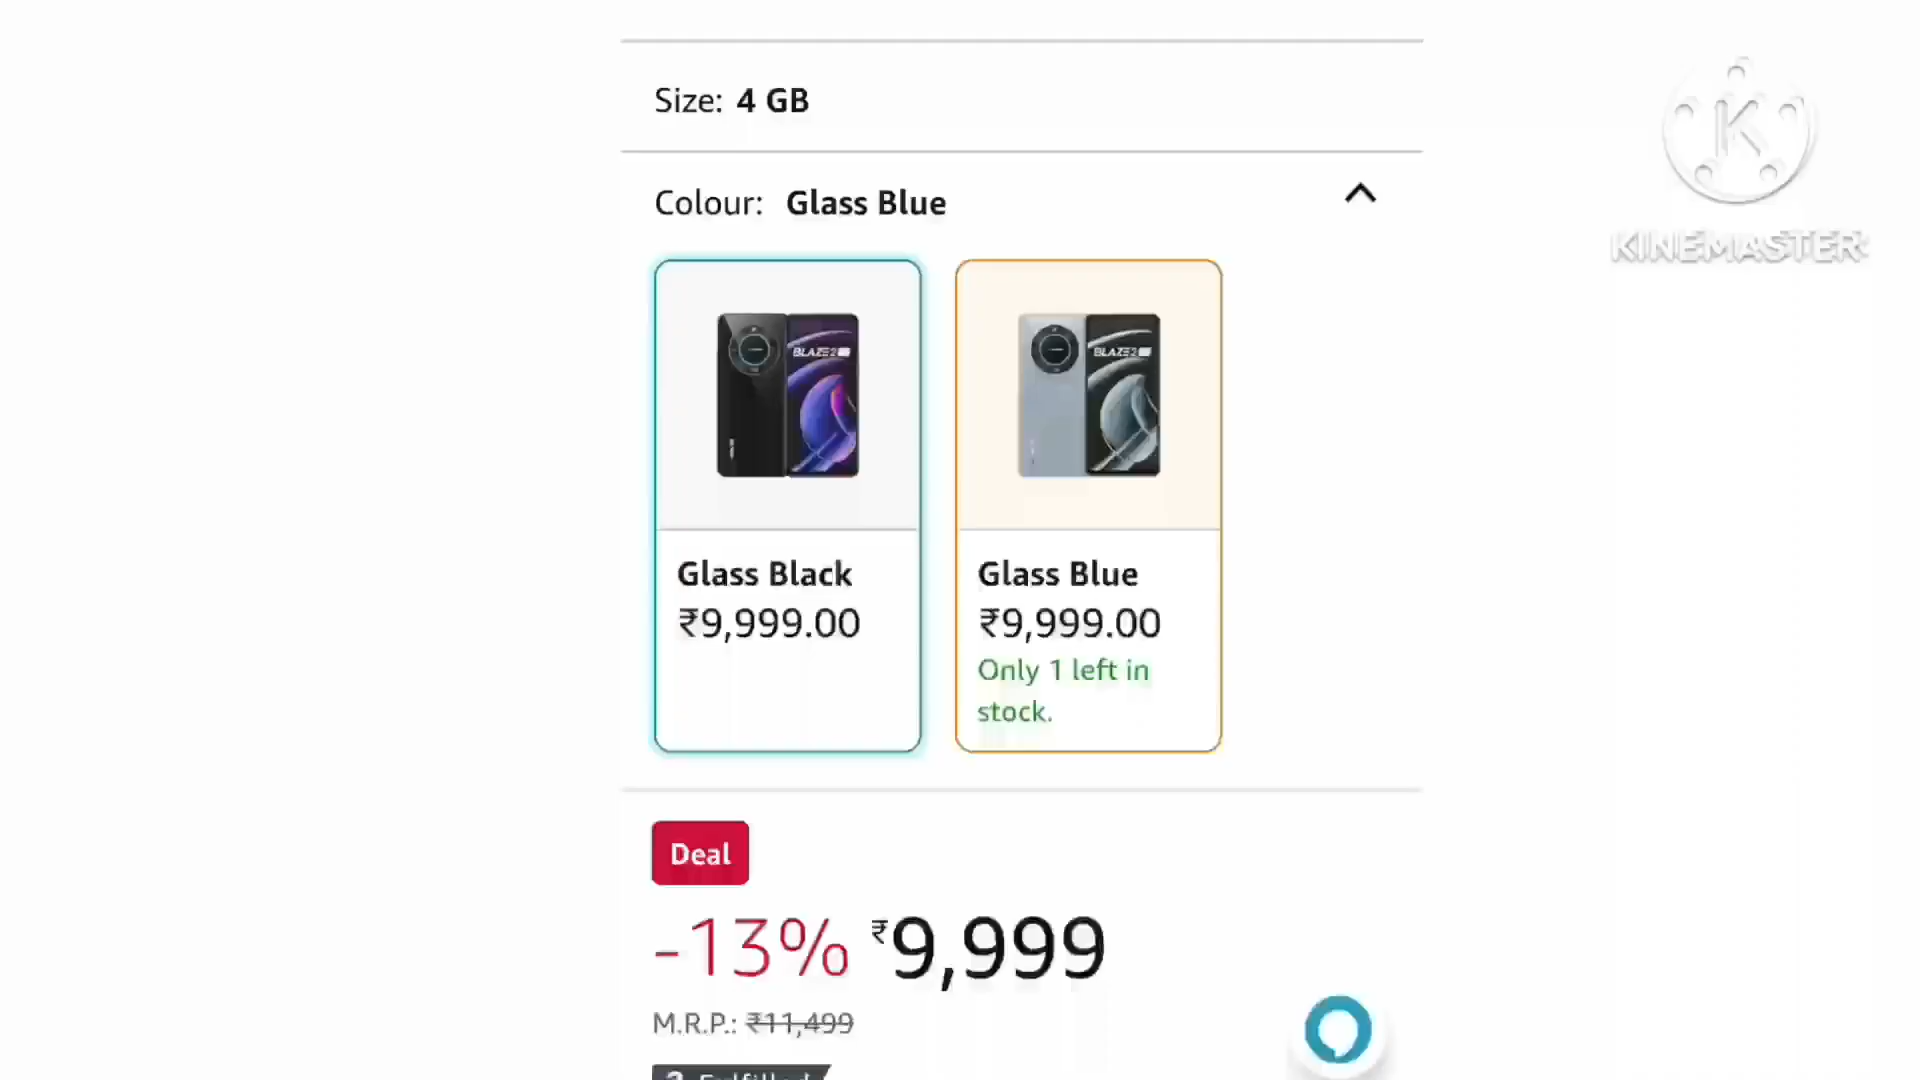 Size: 4 GB
Colour: Glass Blue
KINEMASTER
BLAZE2
BLAZE2
Glass Black
₹9,999.00
Glass Blue
₹9,999.00
Only 1 left in
stock.
Deal
-13% ₹9,999
M.R.P.: ₹11,499
Fulfilled